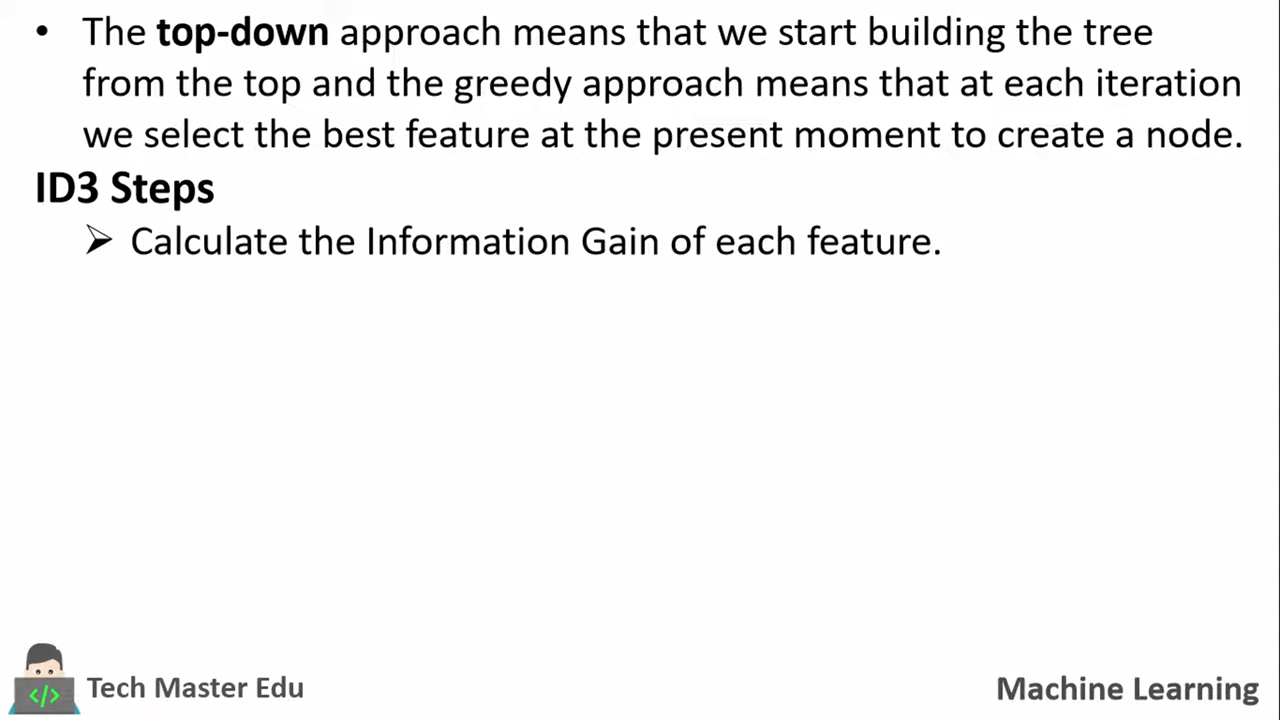 • The top-down approach means that we start building the tree
from the top and the greedy approach means that at each iteration
we select the best feature at the present moment to create a node.
ID3 Steps
➢ Calculate the Information Gain of each feature.
</>
Tech Master Edu
Machine Learning